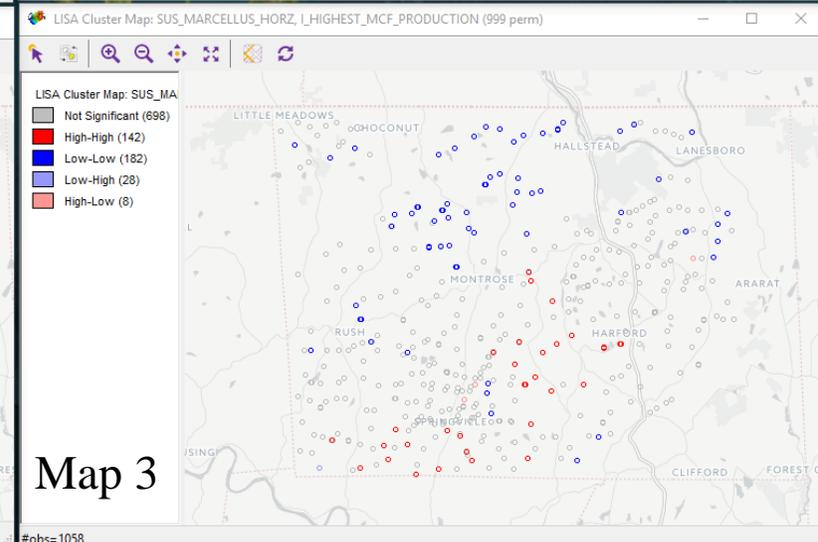 LISA Cluster Map: SUS_MARCELLUS_HORZ, I_HIGHEST_MCF_PRODUCTION (999 perm)
LISA Cluster Map: SUS_MA
Not Significant (698)
High-High (142)
Low-Low (182)
Low-High (28)
High-Low (8)
LITTLE MEADOWS
CHOCONUT
HALLSTEAD
LANESBORO
MONTROSE
ARARAT
RUSH
HARFORD
SPRINGVILLE
USING
CLIFFORD
FOREST C
Map 3
#obs=1058